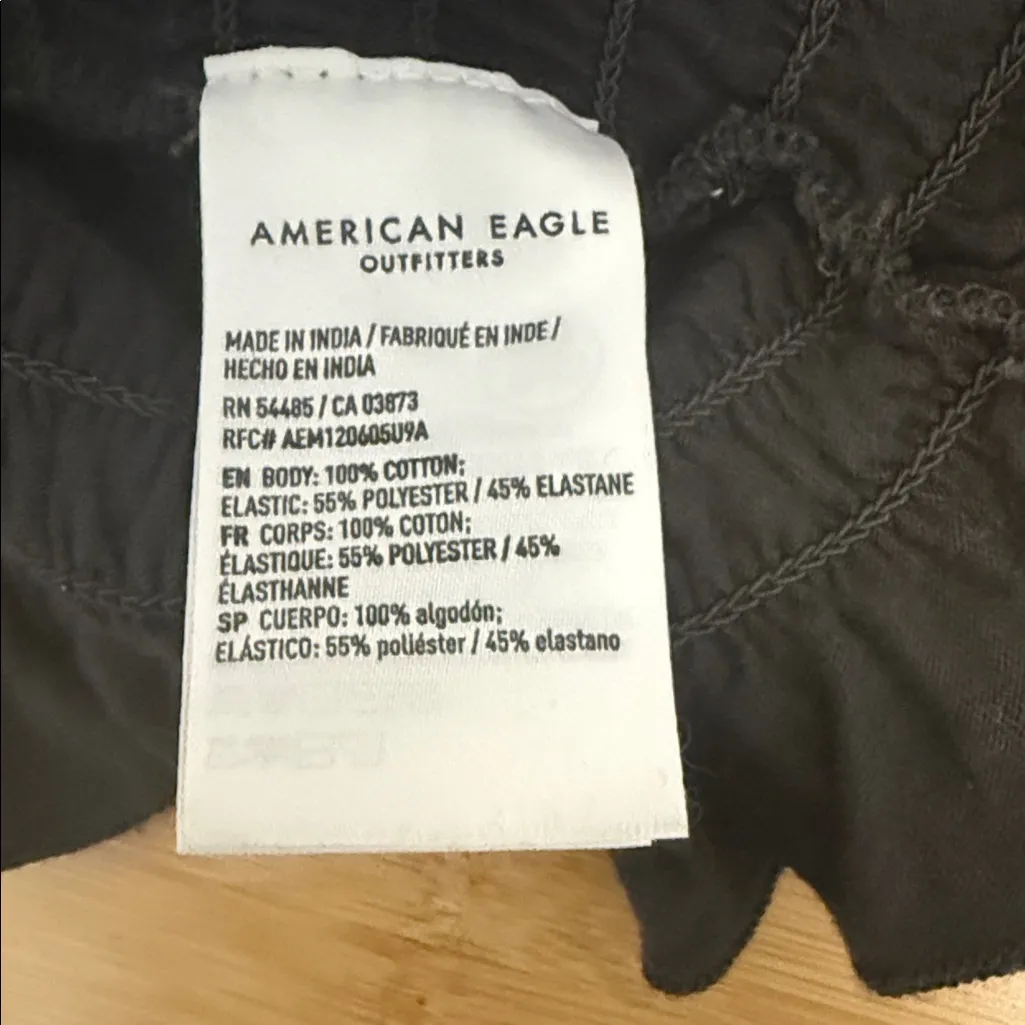 AMERICAN EAGLE
OUTFITTERS
MADE IN INDIA / FABRIQUÉ EN INDE /
HECHO EN INDIA
RN 54485 / CA 03873
RFC# AEM120605U9A
EN BODY: 100% COTTON;
ELASTIC: 55% POLYESTER / 45% ELASTANE
FR CORPS: 100% COTON;
ÉLASTIQUE: 55% POLYESTER / 45%
ÉLASTHANNE
SP CUERPO: 100% algodón;
ELÁSTICO: 55% poliéster / 45% elastano